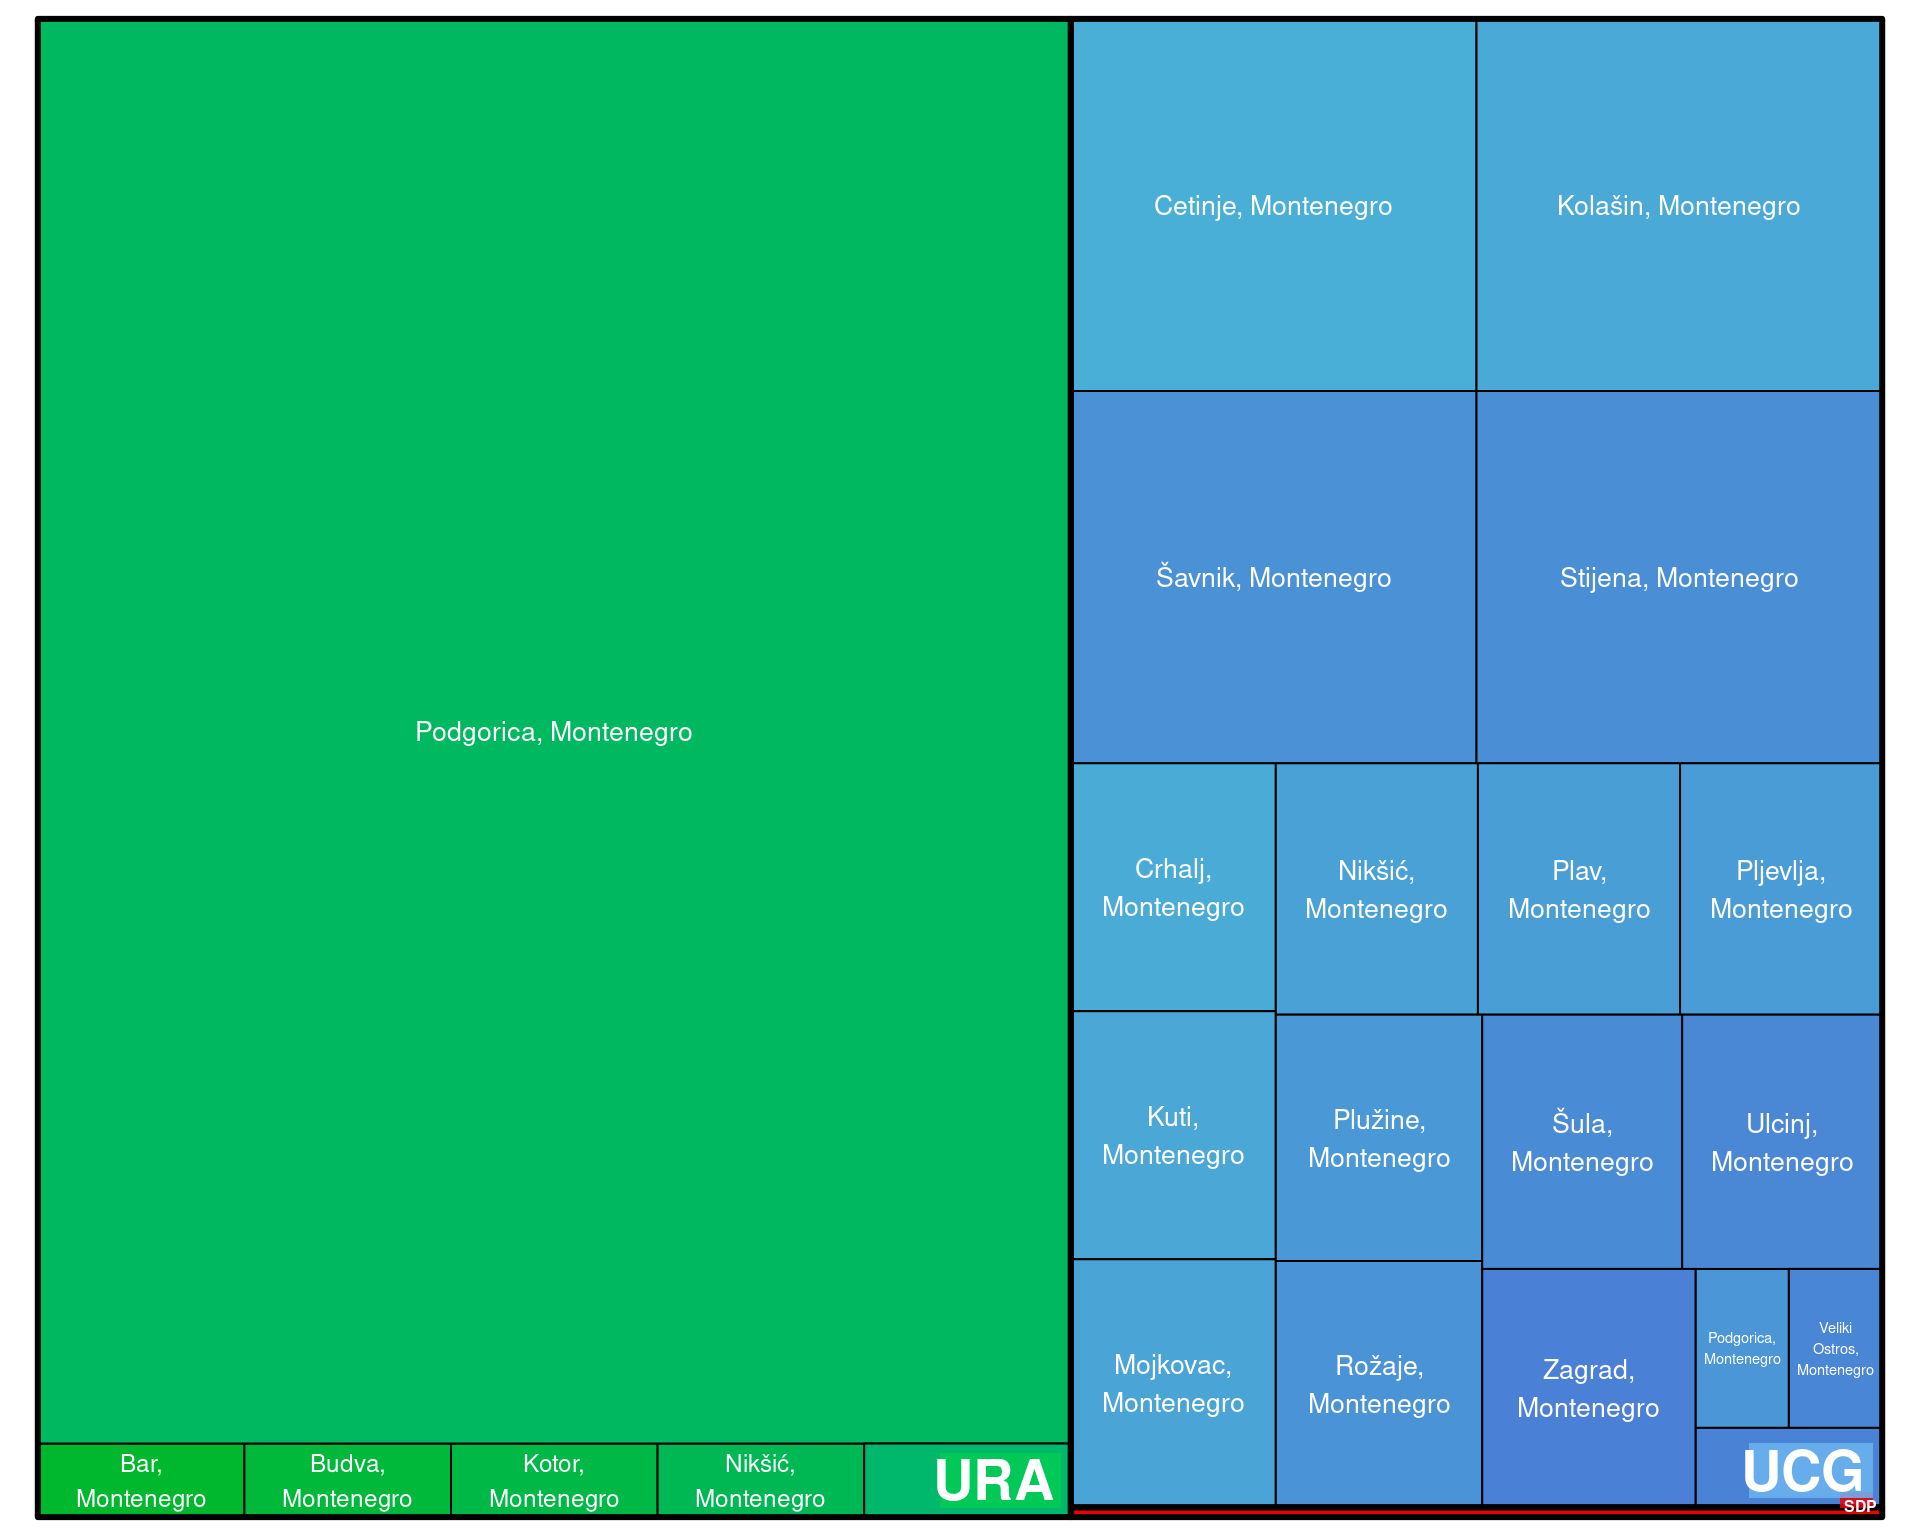 Podgorica, Montenegro
Bar,
Montenegro
Budva,
Montenegro
Kotor,
Montenegro
Nikšić,
Montenegro
URA
Cetinje, Montenegro
Kolašin, Montenegro
Šavnik, Montenegro
Stijena, Montenegro
Crhalj,
Montenegro
Nikšić,
Montenegro
Plav,
Montenegro
Pljevlja,
Montenegro
Kuti,
Montenegro
Plužine,
Montenegro
Šula,
Montenegro
Ulcinj,
Montenegro
Mojkovac,
Montenegro
Rožaje,
Montenegro
Zagrad,
Montenegro
Podgorica,
Montenegro
Veliki
Ostros,
Montenegro
UCG
SDP